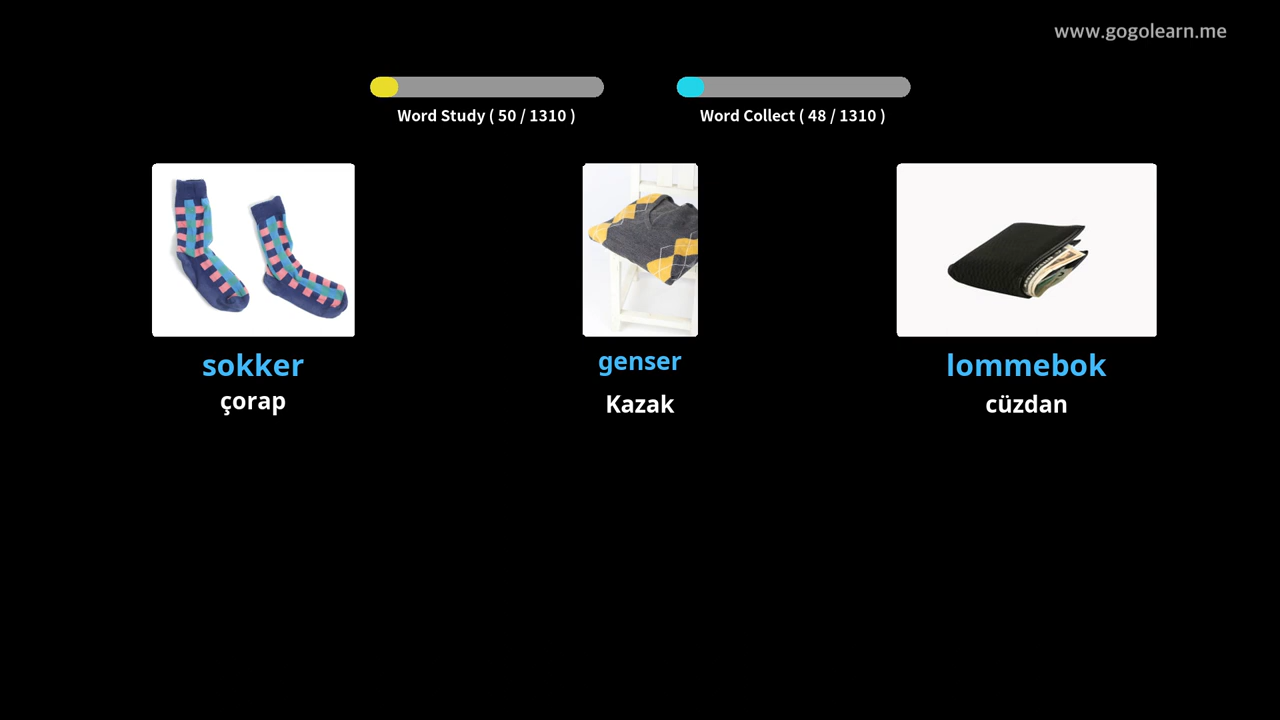 www.gogolearn.me
Word Study ( 50 / 1310 )
Word Collect ( 48 / 1310 )
sokker
çorap
genser
Kazak
lommebok
cüzdan